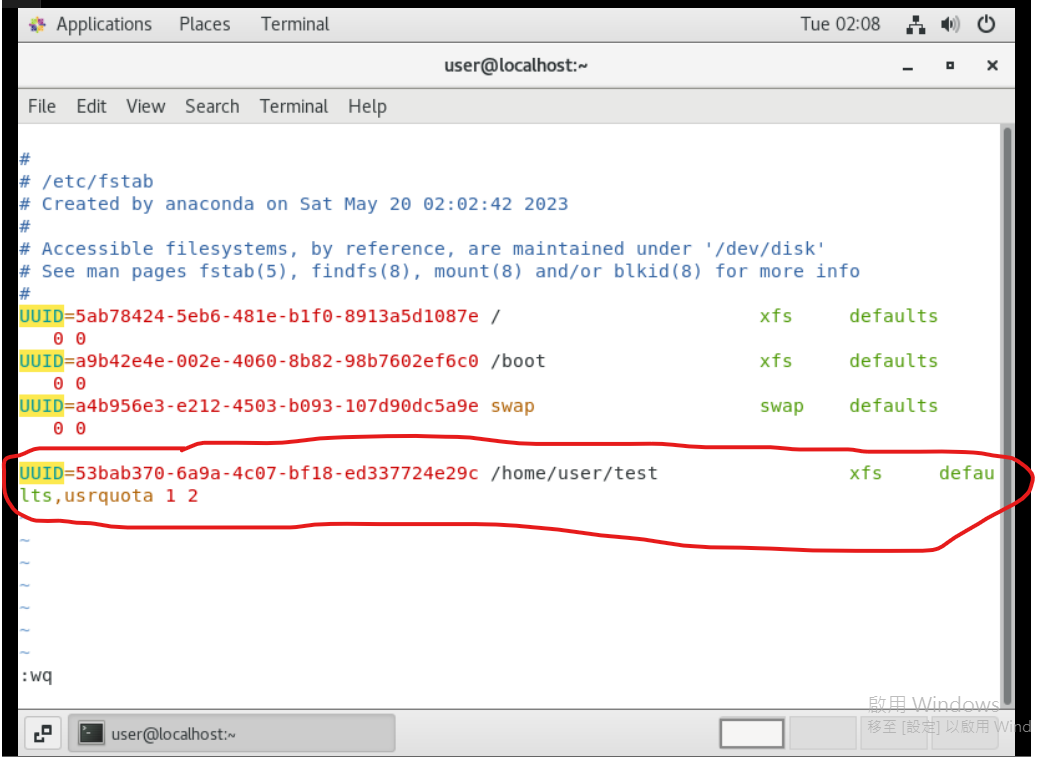 Applications Places Terminal Tue 02:08
user@localhost:~
File Edit View Search Terminal Help
#
# /etc/fstab
# Created by anaconda on Sat May 20 02:02:42 2023
#
# Accessible filesystems, by reference, are maintained under '/dev/disk'
# See man pages fstab(5), findfs(8), mount(8) and/or blkid(8) for more info
#
UUID=5ab78424-5eb6-481e-b1f0-8913a5d1087e / xfs defaults
0 0
UUID=a9b42e4e-002e-4060-8b82-98b7602ef6c0 /boot xfs defaults
0 0
UUID=a4b956e3-e212-4503-b093-107d90dc5a9e swap swap defaults
0 0
UUID=53bab370-6a9a-4c07-bf18-ed337724e29c /home/user/test xfs defau
lts,usrquota 1 2
~
~
~
~
~
~
:wq
啟用 Windows
移至 [設定] 以啟用 Wind
user@localhost:~